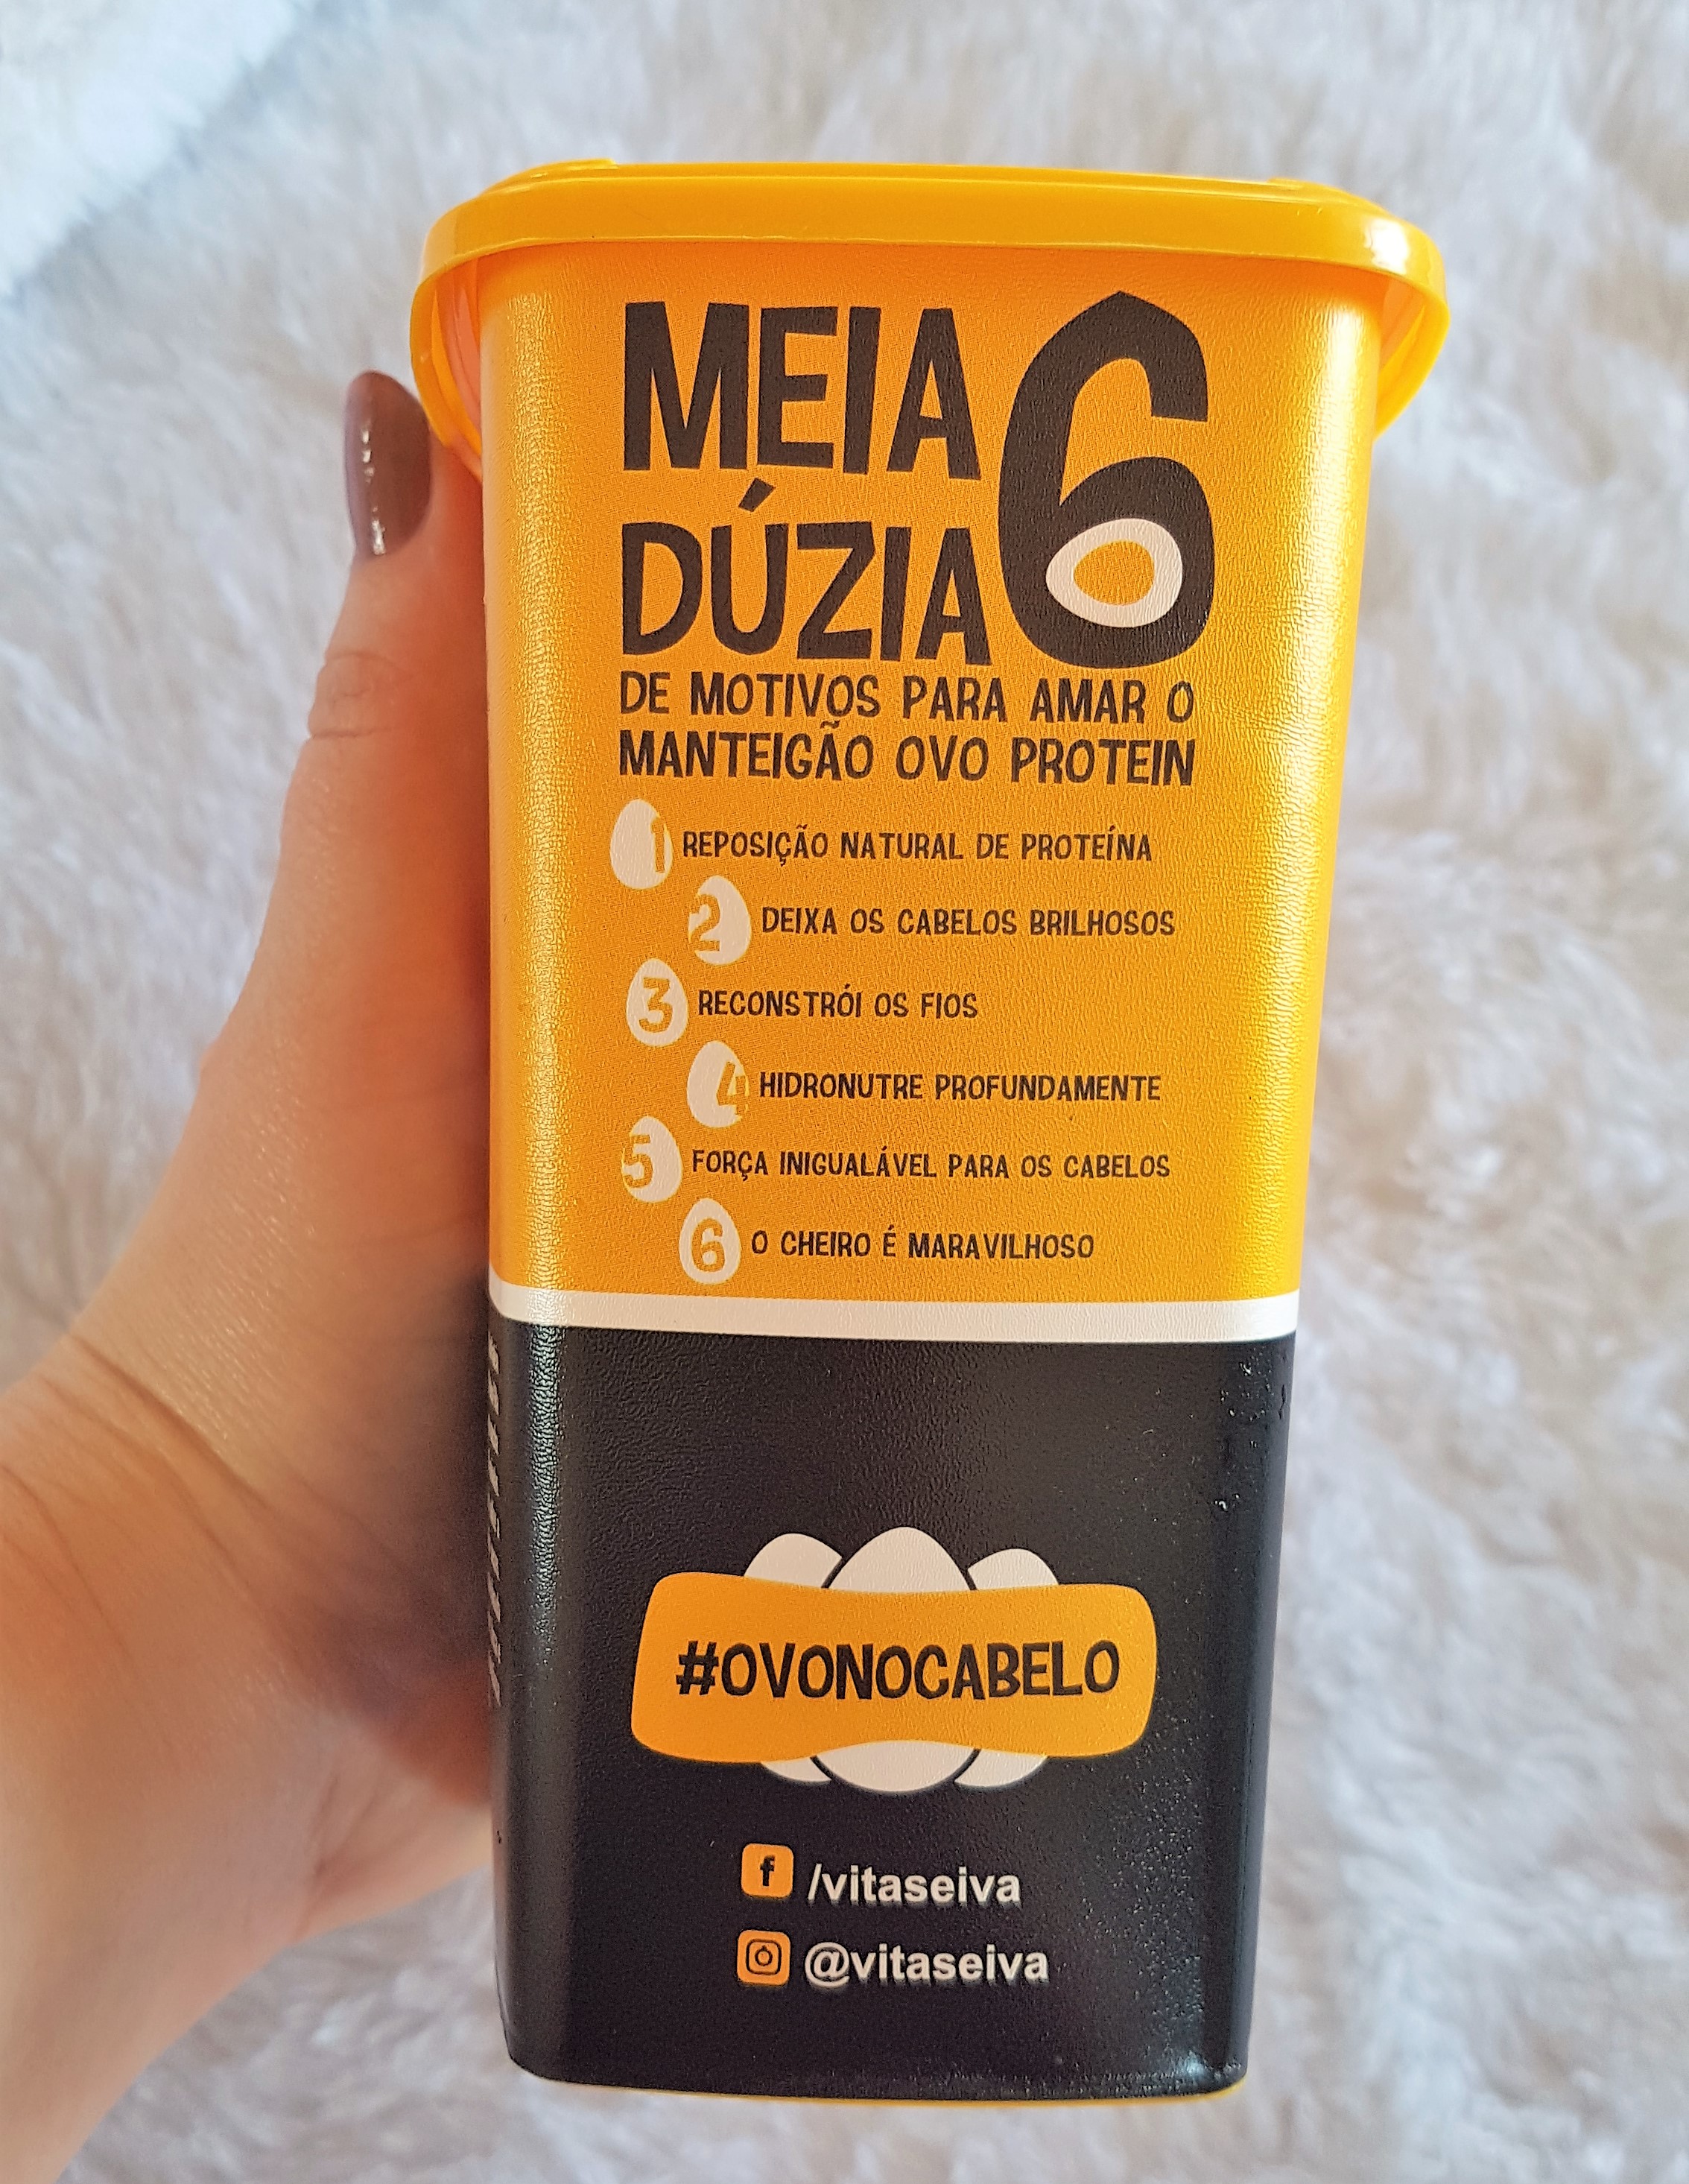 MEIA 6
DÚZIA
DE MOTIVOS PARA AMAR O
MANTEIGÃO OVO PROTEIN
1 REPOSIÇÃO NATURAL DE PROTEÍNA
2 DEIXA OS CABELOS BRILHOSOS
3 RECONSTRÓI OS FIOS
4 HIDRONUTRE PROFUNDAMENTE
5 FORÇA INIGUALÁVEL PARA OS CABELOS
6 O CHEIRO É MARAVILHOSO
#OVONOCABELO
f /vitaseiva
@vitaseiva